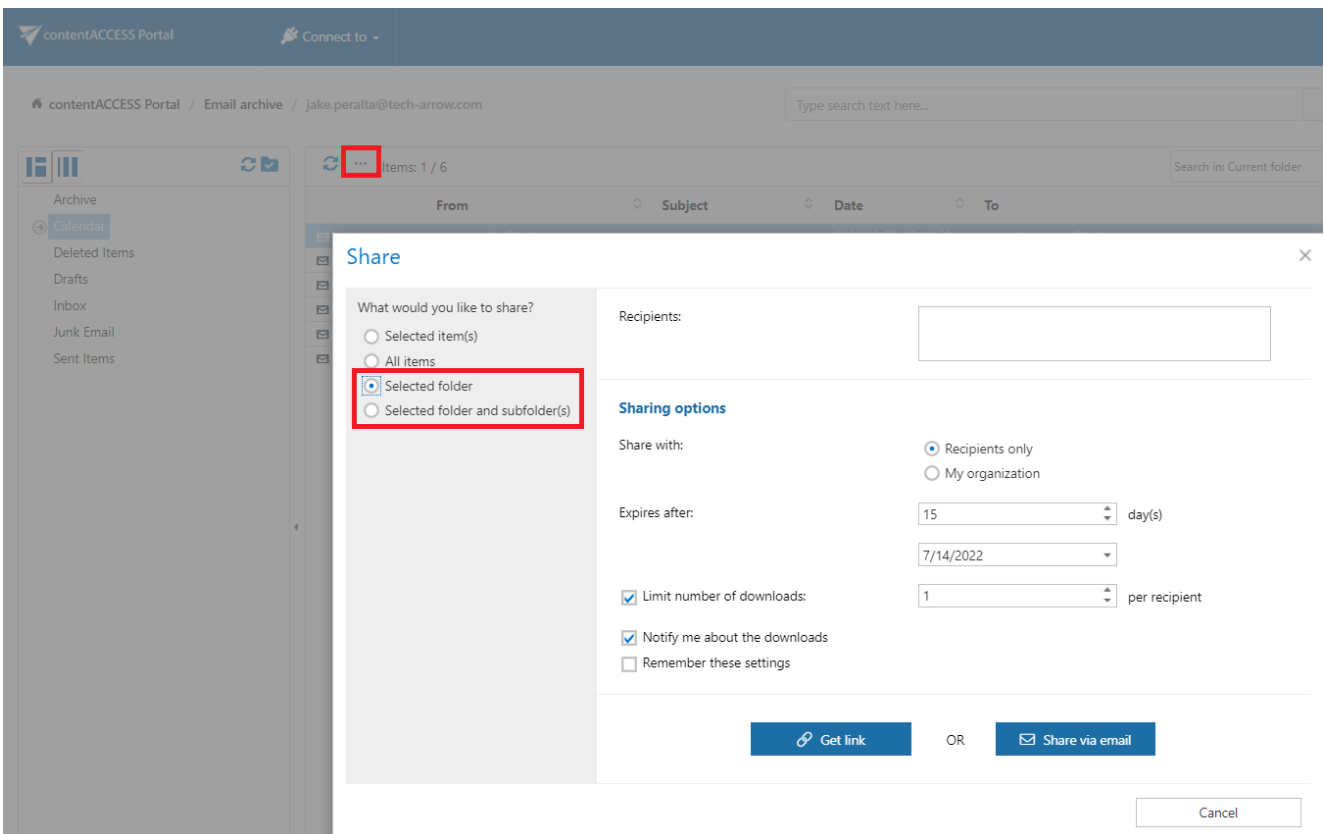 contentACCESS Portal
Connect to
contentACCESS Portal / Email archive / jake.peralta@tech-arrow.com
Type search text here...
... Items: 1 / 6
Search in: Current folder
Archive
Calendar
Deleted Items
Drafts
Inbox
Junk Email
Sent Items
From Subject Date To
Share
What would you like to share?
Selected item(s)
All items
Selected folder
Selected folder and subfolder(s)
Recipients:
Sharing options
Share with:
Recipients only
My organization
Expires after:
15 day(s)
7/14/2022
Limit number of downloads:
1 per recipient
Notify me about the downloads
Remember these settings
Get link OR Share via email
Cancel